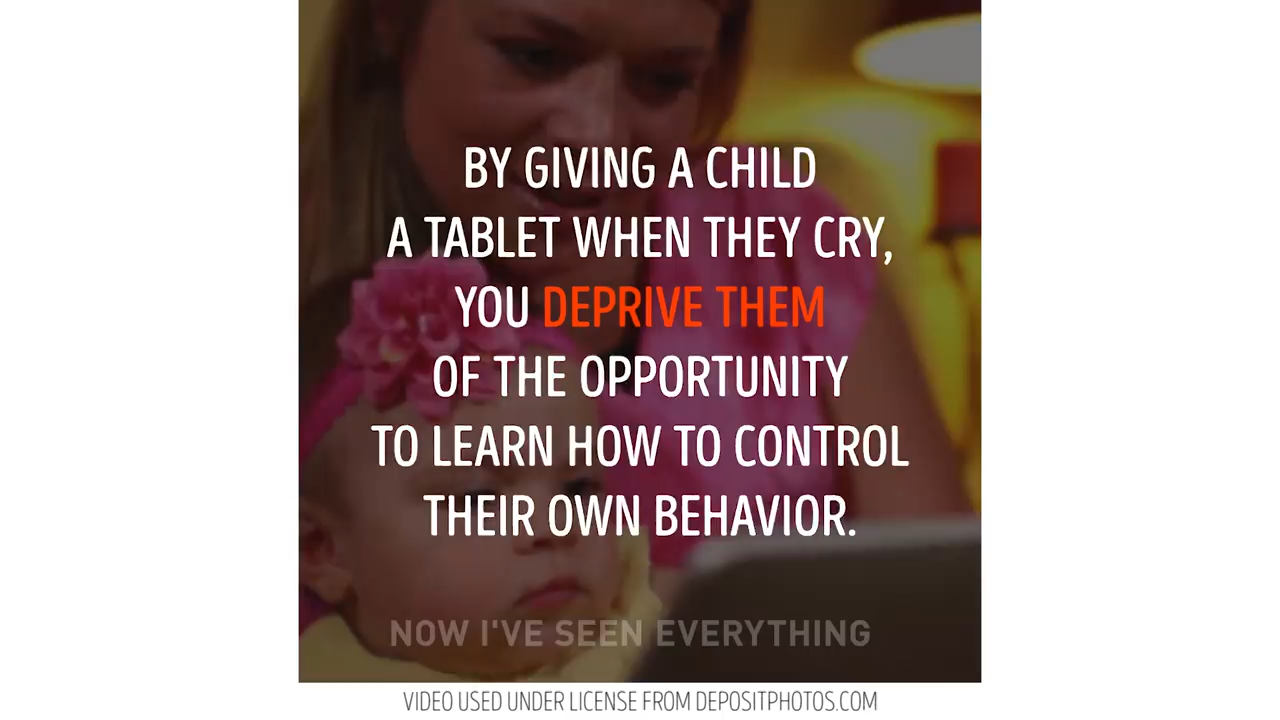 BY GIVING A CHILD
A TABLET WHEN THEY CRY,
YOU DEPRIVE THEM
OF THE OPPORTUNITY
TO LEARN HOW TO CONTROL
THEIR OWN BEHAVIOR.
NOW I'VE SEEN EVERYTHING
VIDEO USED UNDER LICENSE FROM DEPOSITPHOTOS.COM